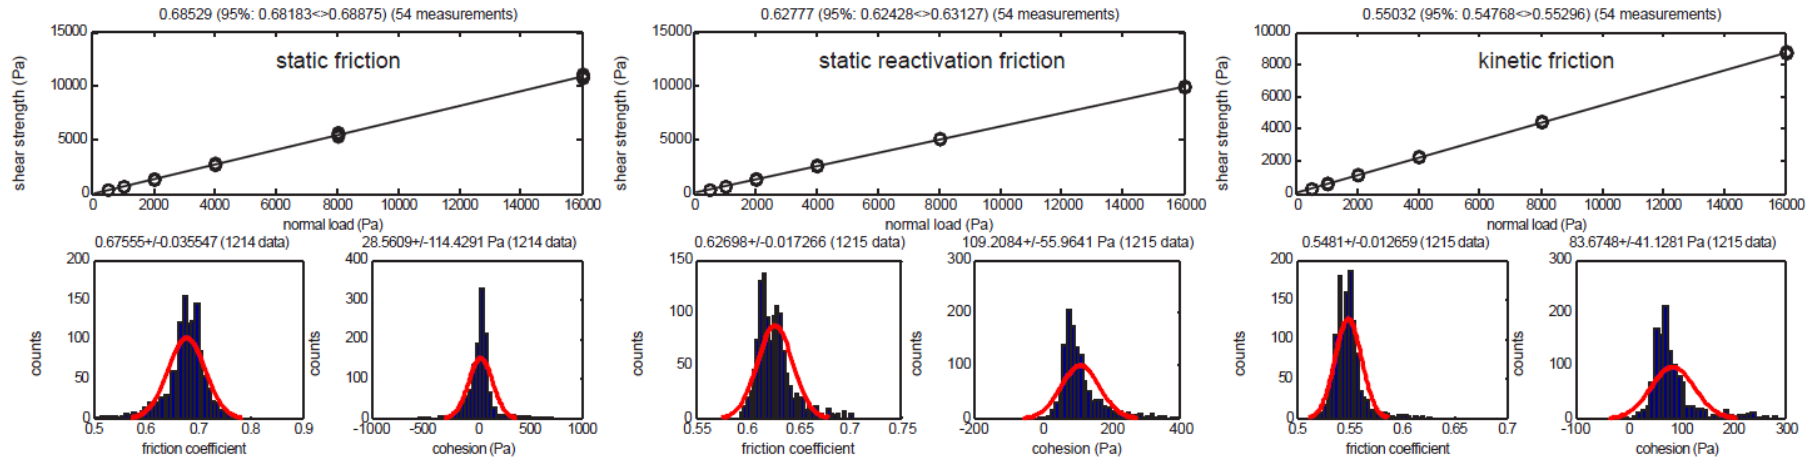 0.68529 (95%: 0.68183<>0.68875) (54 measurements)
15000
10000
5000
0
shear strength (Pa)
static friction
0 2000 4000 6000 8000 10000 12000 14000 16000
normal load (Pa)
0.62777 (95%: 0.62428<>0.63127) (54 measurements)
15000
10000
5000
0
shear strength (Pa)
static reactivation friction
0 2000 4000 6000 8000 10000 12000 14000 16000
normal load (Pa)
0.55032 (95%: 0.54768<>0.55296) (54 measurements)
10000
8000
6000
4000
2000
0
shear strength (Pa)
kinetic friction
0 2000 4000 6000 8000 10000 12000 14000 16000
normal load (Pa)
0.67555+/-0.035547 (1214 data)
200
150
100
50
0
counts
0.5 0.6 0.7 0.8 0.9
friction coefficient
28.5609+/-114.4291 Pa (1214 data)
400
300
200
100
0
counts
-1000 -500 0 500 1000
cohesion (Pa)
0.62698+/-0.017266 (1215 data)
150
100
50
0
counts
0.55 0.6 0.65 0.7 0.75
friction coefficient
109.2084+/-55.9641 Pa (1215 data)
300
200
100
0
counts
-200 0 200 400
cohesion (Pa)
0.5481+/-0.012659 (1215 data)
200
150
100
50
0
counts
0.5 0.55 0.6 0.65 0.7
friction coefficient
83.6748+/-41.1281 Pa (1215 data)
300
200
100
0
counts
-100 0 100 200 300
cohesion (Pa)